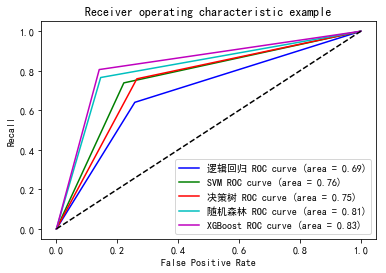 Receiver operating characteristic example
1.0
0.8
0.6
0.4
0.2
0.0
Recall
逻辑回归 ROC curve (area = 0.69)
SVM ROC curve (area = 0.76)
决策树 ROC curve (area = 0.75)
随机森林 ROC curve (area = 0.81)
XGBoost ROC curve (area = 0.83)
0.0 0.2 0.4 0.6 0.8 1.0
False Positive Rate